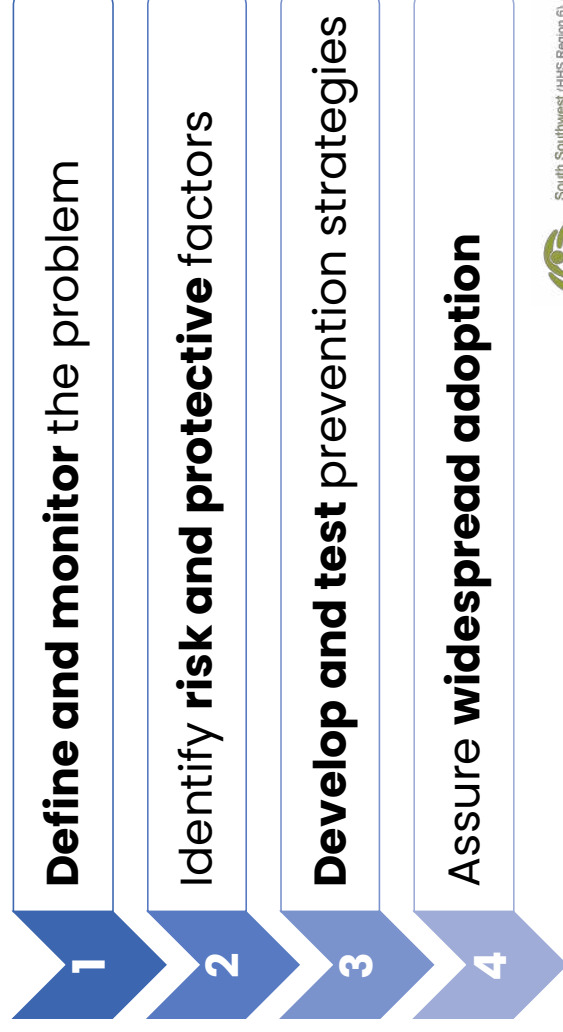 1
Define and monitor the problem
2
Identify risk and protective factors
3
Develop and test prevention strategies
4
Assure widespread adoption
South Southwest (HHS Region 6)